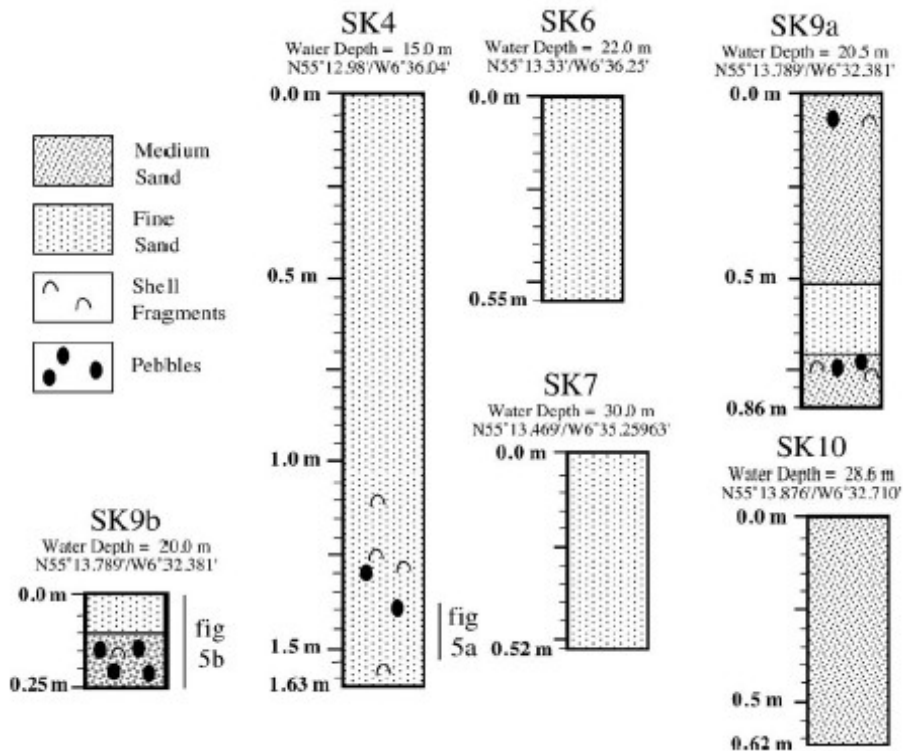 Medium
Sand
Fine
Sand
Shell
Fragments
Pebbles
SK4
Water Depth = 15.0 m
N55°12.98'/W6°36.04'
0.0 m
0.5 m
1.0 m
1.5 m
1.63 m
fig
5a
SK6
Water Depth = 22.0 m
N55°13.33'/W6°36.25'
0.0 m
0.55 m
SK9a
Water Depth = 20.5 m
N55°13.789'/W6°32.381'
0.0 m
0.5 m
0.86 m
SK7
Water Depth = 30.0 m
N55°13.469'/W6°35.25963'
0.0 m
0.52 m
SK10
Water Depth = 28.6 m
N55°13.876'/W6°32.710'
0.0 m
0.5 m
0.62 m
SK9b
Water Depth = 20.0 m
N55°13.789'/W6°32.381'
0.0 m
0.25 m
fig
5b